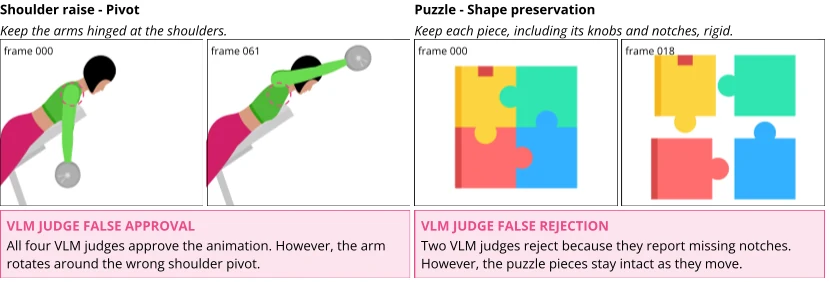 Shoulder raise - Pivot
Keep the arms hinged at the shoulders.
frame 000
frame 061
VLM JUDGE FALSE APPROVAL
All four VLM judges approve the animation. However, the arm
rotates around the wrong shoulder pivot.
Puzzle - Shape preservation
Keep each piece, including its knobs and notches, rigid.
frame 000
frame 018
VLM JUDGE FALSE REJECTION
Two VLM judges reject because they report missing notches.
However, the puzzle pieces stay intact as they move.